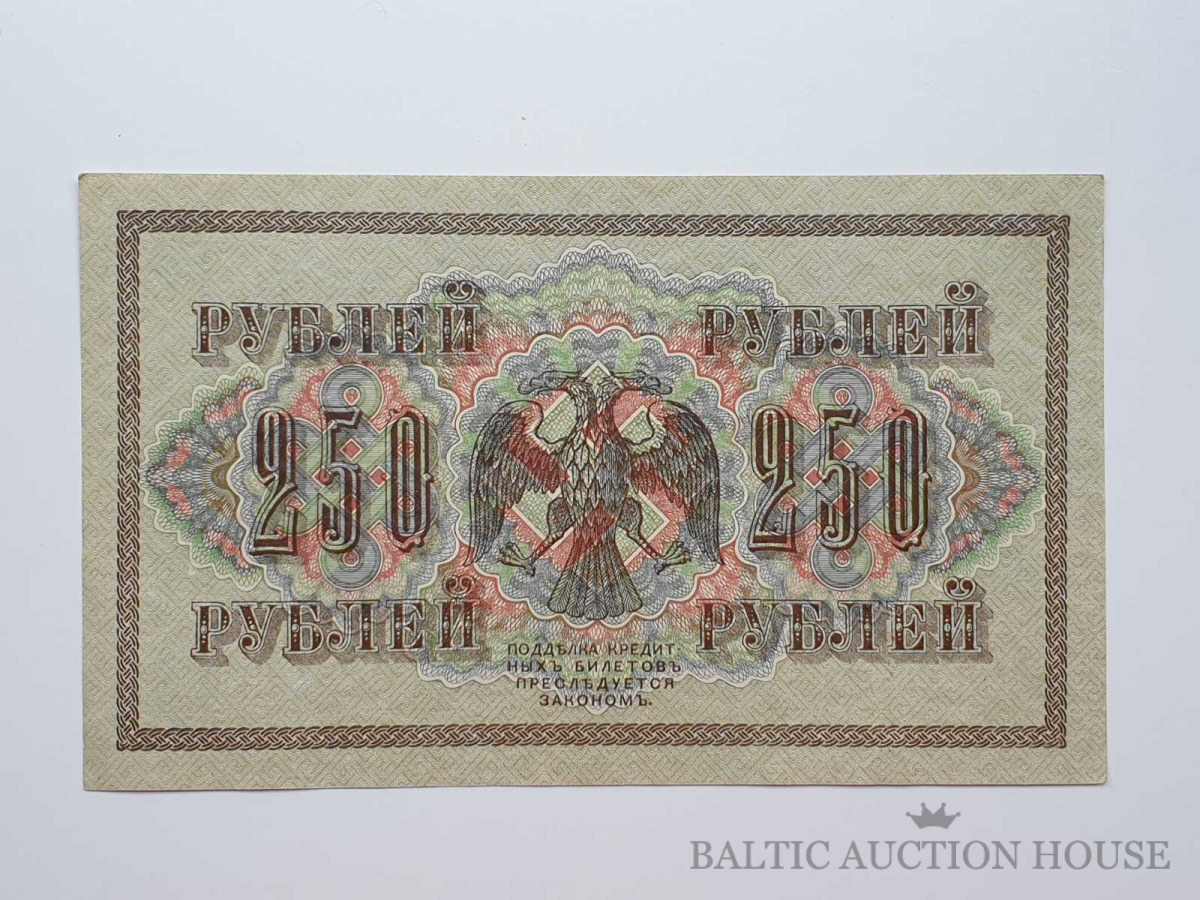 РУБЛЕЙ РУБЛЕЙ
250 250
РУБЛЕЙ РУБЛЕЙ
ПОДДѢЛКА КРЕДИТ-
НЫХЪ БИЛЕТОВЪ
ПРЕСЛѢДУЕТСЯ
ЗАКОНОМЪ.
BALTIC AUCTION HOUSE